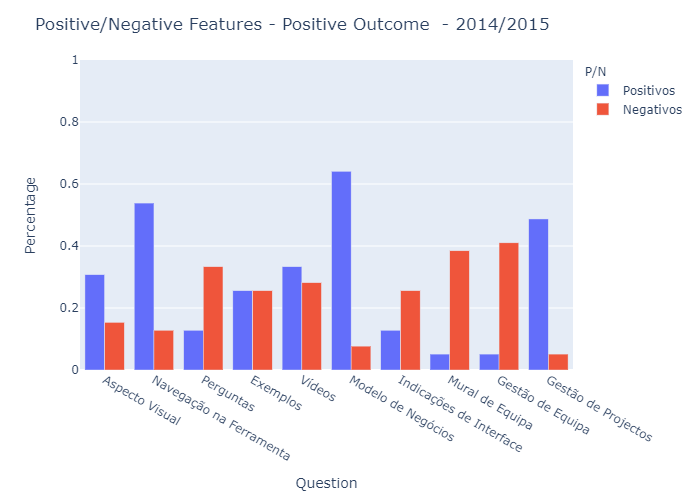 Positive/Negative Features - Positive Outcome  - 2014/2015
P/N
Positivos
Negativos
Percentage
1
0.8
0.6
0.4
0.2
0
Aspecto Visual
Navegação na Ferramenta
Perguntas
Exemplos
Vídeos
Modelo de Negócios
Indicações de Interface
Mural de Equipa
Gestão de Equipa
Gestão de Projectos
Question